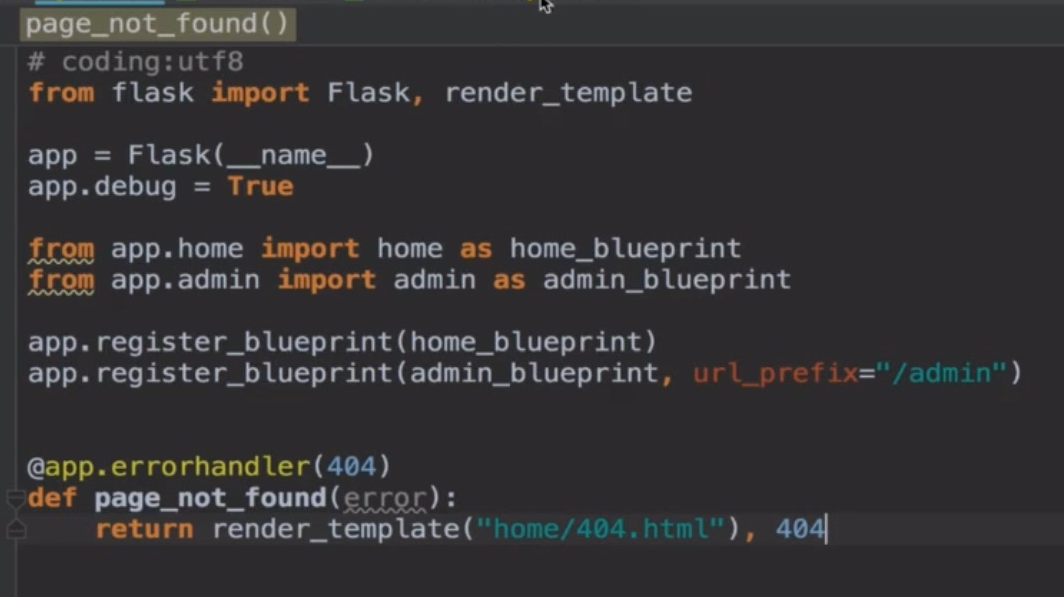 page_not_found()
# coding:utf8
from flask import Flask, render_template
app = Flask(__name__)
app.debug = True
from app.home import home as home_blueprint
from app.admin import admin as admin_blueprint
app.register_blueprint(home_blueprint)
app.register_blueprint(admin_blueprint, url_prefix="/admin")
@app.errorhandler(404)
def page_not_found(error):
    return render_template("home/404.html"), 404